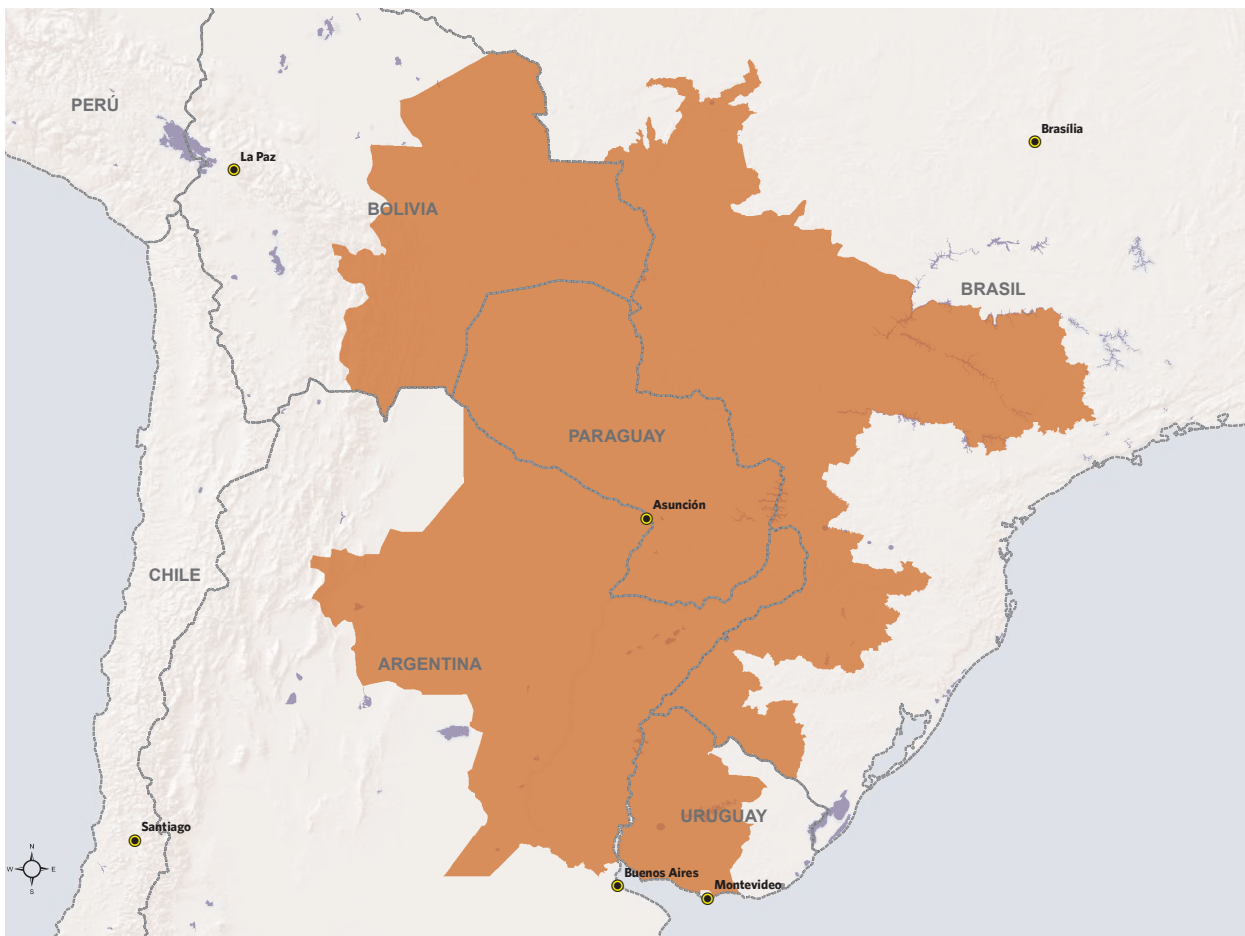 PERÚ
Brasília
La Paz
BOLIVIA
BRASIL
PARAGUAY
Asunción
CHILE
ARGENTINA
URUGUAY
Santiago
N
W E
S
Buenos Aires
Montevideo